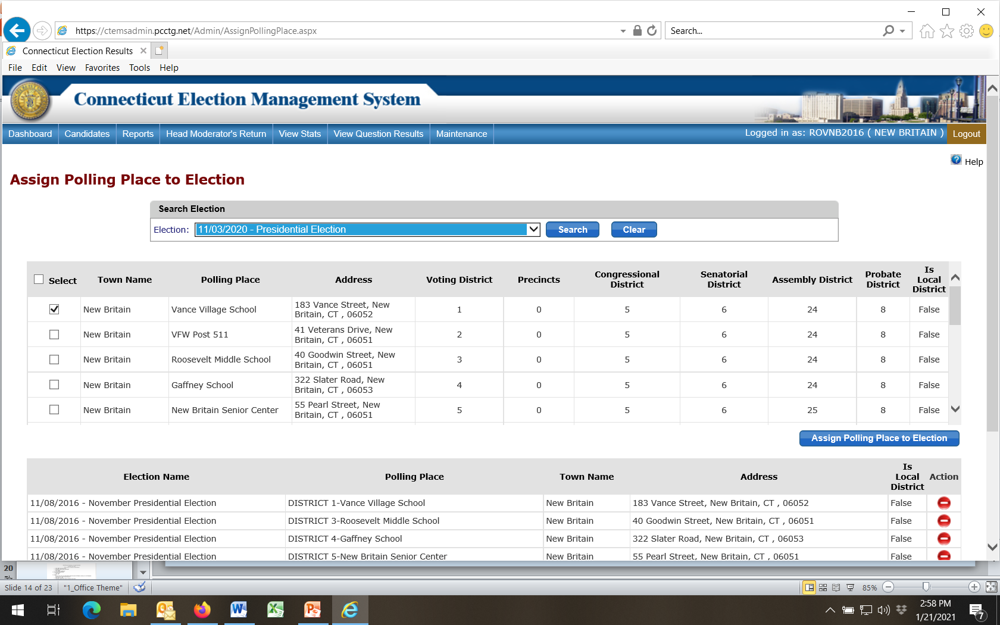 https://ctemsadmin.pcctg.net/Admin/AssignPollingPlace.aspx
Search...
Connecticut Election Results
File Edit View Favorites Tools Help
Connecticut Election Management System
Dashboard Candidates Reports Head Moderator's Return View Stats View Question Results Maintenance Logged in as: ROVNB2016 ( NEW BRITAIN ) Logout
Help
Assign Polling Place to Election
Search Election
Election: 11/03/2020 - Presidential Election Search Clear
Select Town Name Polling Place Address Voting District Precincts Congressional District Senatorial District Assembly District Probate District Is Local District
New Britain Vance Village School 183 Vance Street, New Britain, CT , 06052 1 0 5 6 24 8 False
New Britain VFW Post 511 41 Veterans Drive, New Britain, CT , 06051 2 0 5 6 24 8 False
New Britain Roosevelt Middle School 40 Goodwin Street, New Britain, CT , 06051 3 0 5 6 24 8 False
New Britain Gaffney School 322 Slater Road, New Britain, CT , 06053 4 0 5 6 24 8 False
New Britain New Britain Senior Center 55 Pearl Street, New Britain, CT , 06051 5 0 5 6 25 8 False
Assign Polling Place to Election
Election Name Polling Place Town Name Address Is Local District Action
11/08/2016 - November Presidential Election DISTRICT 1-Vance Village School New Britain 183 Vance Street, New Britain, CT , 06052 False
11/08/2016 - November Presidential Election DISTRICT 3-Roosevelt Middle School New Britain 40 Goodwin Street, New Britain, CT , 06051 False
11/08/2016 - November Presidential Election DISTRICT 4-Gaffney School New Britain 322 Slater Road, New Britain, CT , 06053 False
11/08/2016 - November Presidential Election DISTRICT 5-New Britain Senior Center New Britain 55 Pearl Street, New Britain, CT , 06051 False
20
Slide 14 of 23 "1_Office Theme" 85%
2:58 PM
1/21/2021
7